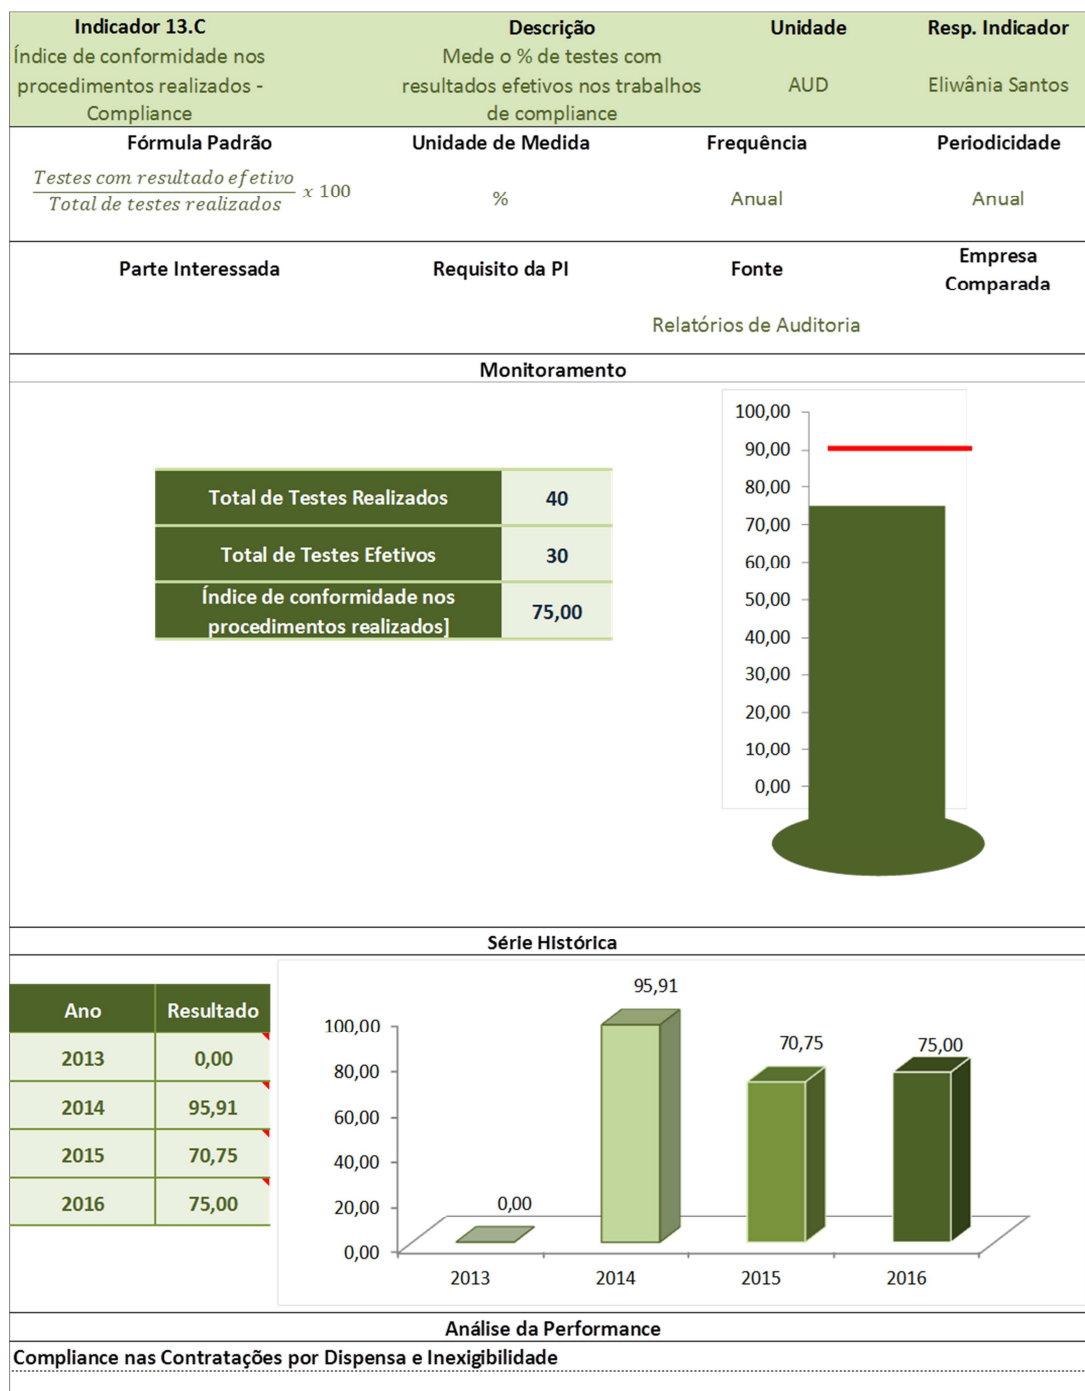 Indicador 13.C Descrição Unidade Resp. Indicador
Índice de conformidade nos
procedimentos realizados -
Compliance
Mede o % de testes com
resultados efetivos nos trabalhos
de compliance
AUD
Eliwânia Santos
Fórmula Padrão Unidade de Medida Frequência Periodicidade
Testes com resultado efetivo
Total de testes realizados
x 100
% Anual Anual
Parte Interessada Requisito da PI Fonte
Empresa
Comparada
Relatórios de Auditoria
Monitoramento
Total de Testes Realizados 40
Total de Testes Efetivos 30
Índice de conformidade nos
procedimentos realizados]
75,00
100,00
90,00
80,00
70,00
60,00
50,00
40,00
30,00
20,00
10,00
0,00
Série Histórica
Ano Resultado
2013 0,00
2014 95,91
2015 70,75
2016 75,00
100,00
80,00
60,00
40,00
20,00
0,00
0,00
95,91
70,75
75,00
2013 2014 2015 2016
Análise da Performance
Compliance nas Contratações por Dispensa e Inexigibilidade